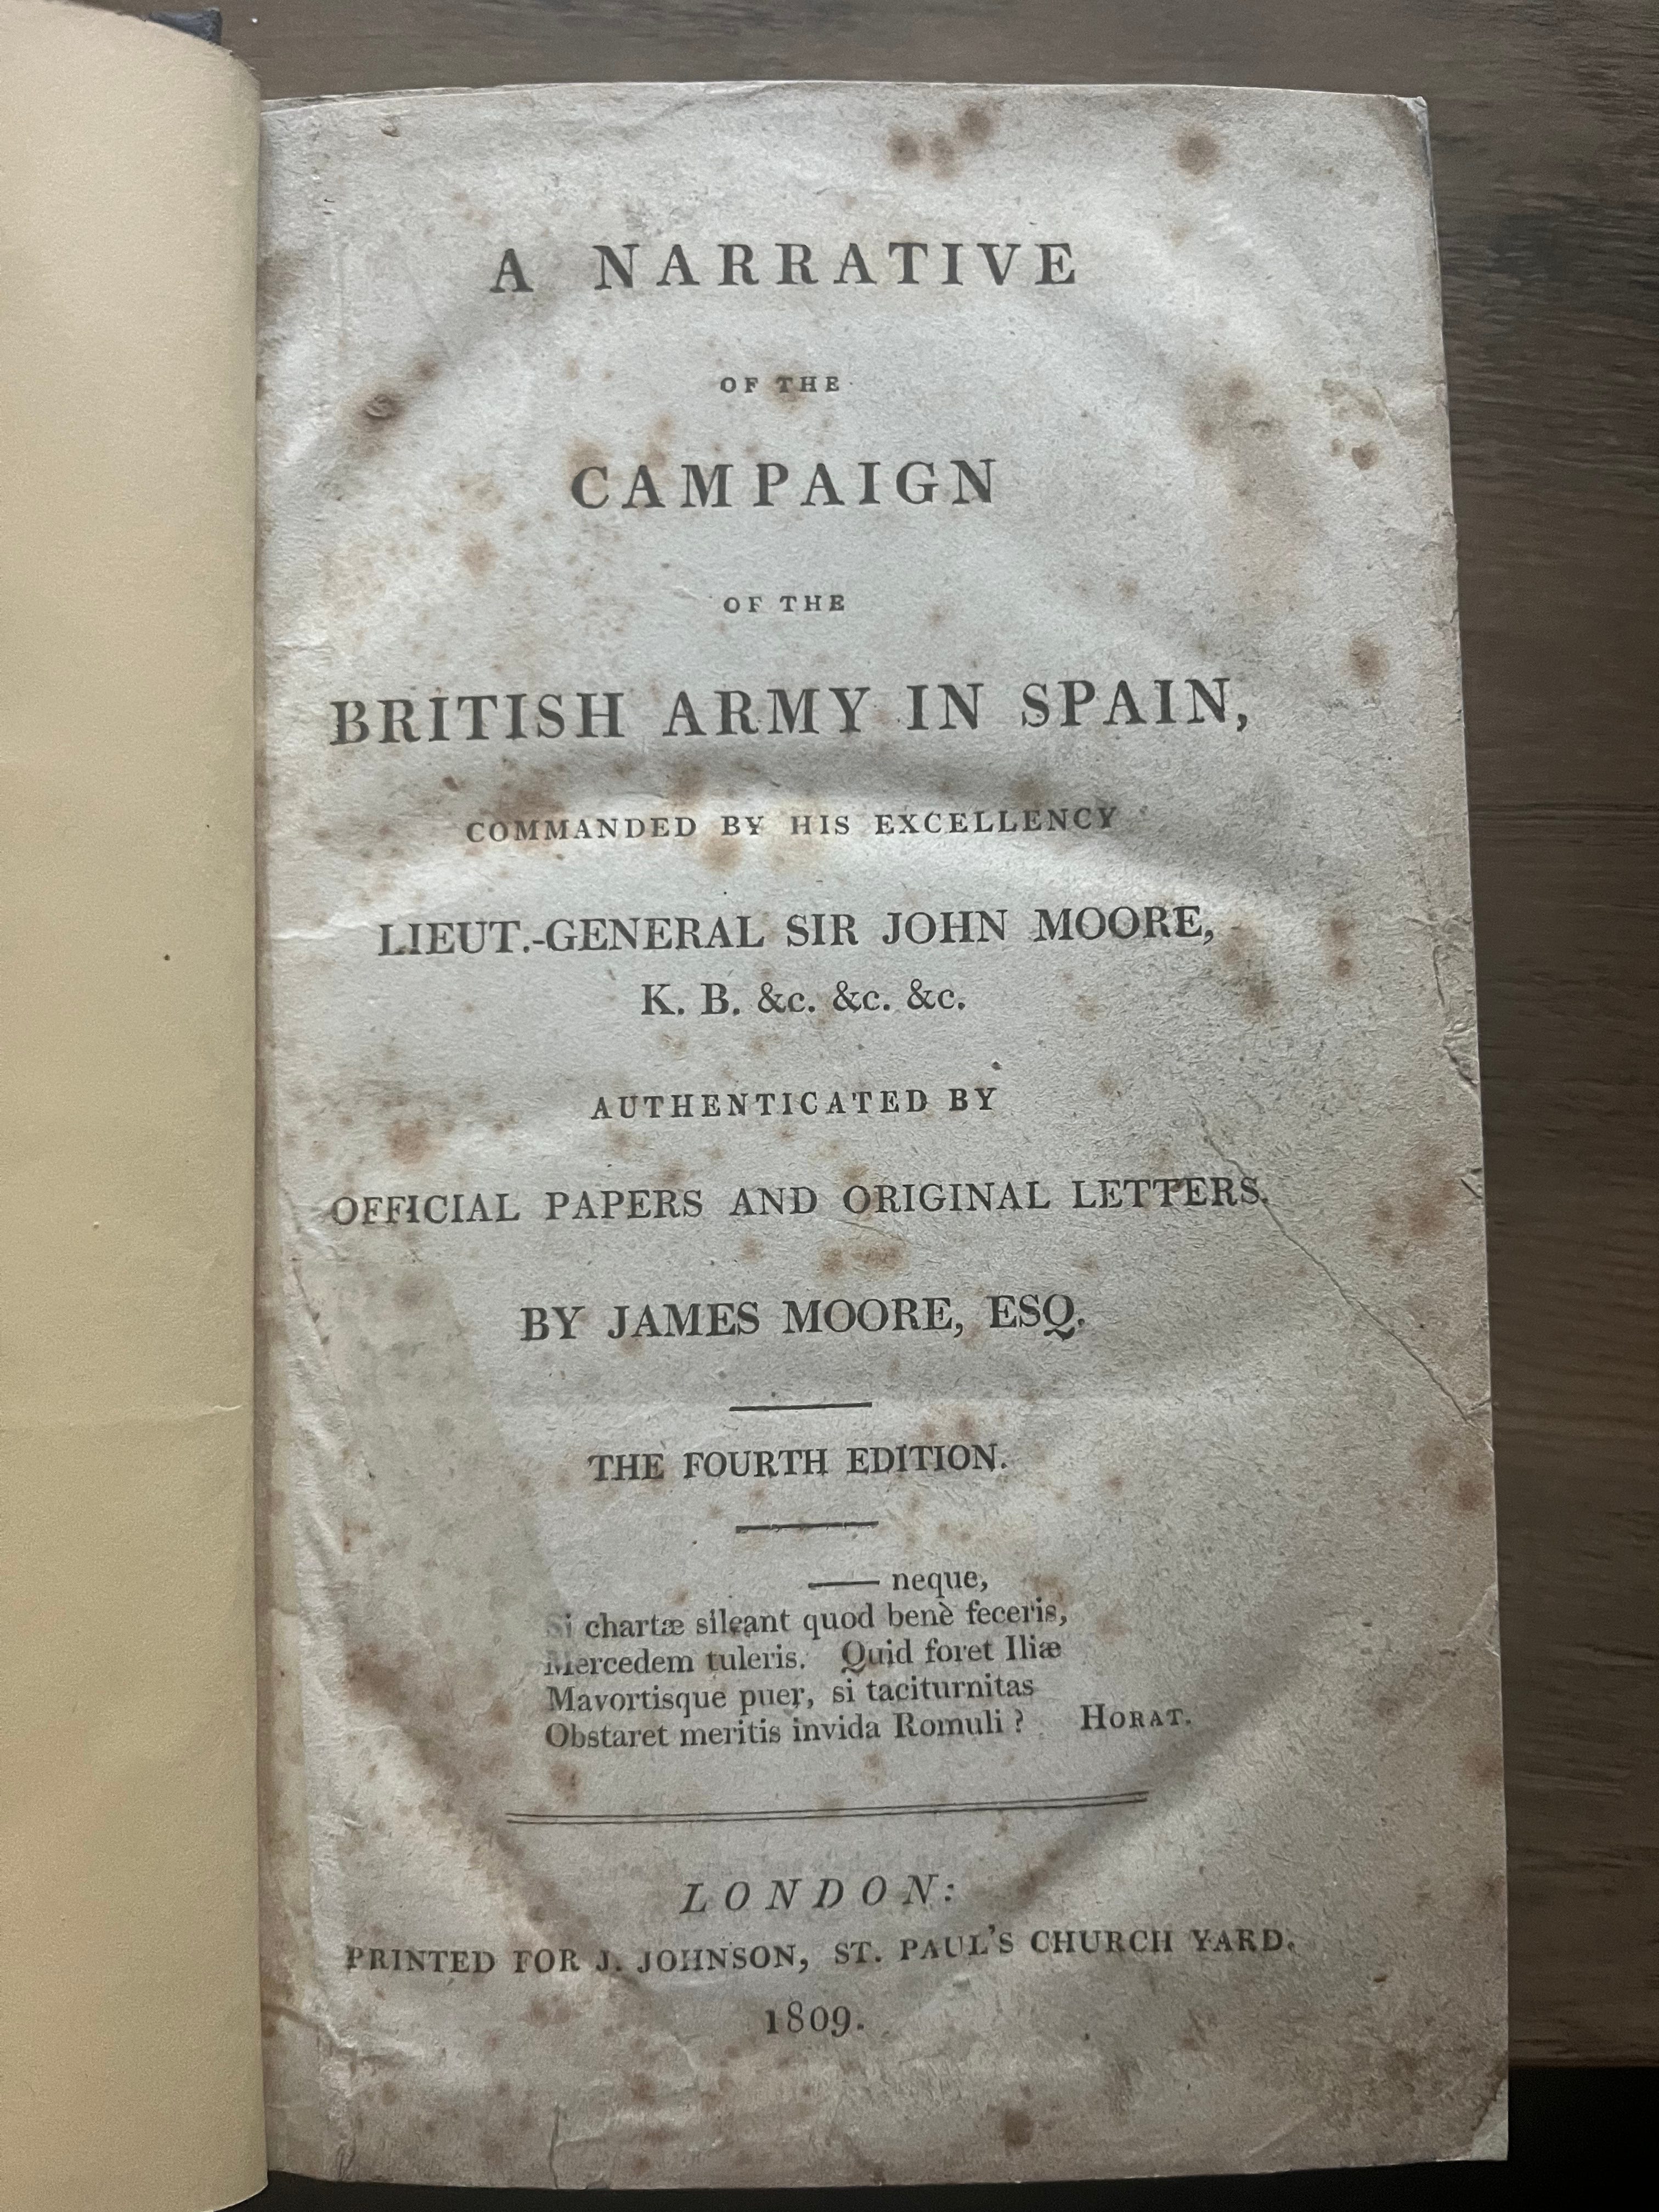 A NARRATIVE
OF THE
CAMPAIGN
OF THE
BRITISH ARMY IN SPAIN,
COMMANDED BY HIS EXCELLENCY
LIEUT.-GENERAL SIR JOHN MOORE,
K. B. &c. &c. &c.
AUTHENTICATED BY
OFFICIAL PAPERS AND ORIGINAL LETTERS.
BY JAMES MOORE, ESQ.
THE FOURTH EDITION.
—— neque,
Si chartæ sileant quod benè feceris,
Mercedem tuleris. Quid foret Iliæ
Mavortisque puer, si taciturnitas
Obstaret meritis invida Romuli ? HORAT.
LONDON:
PRINTED FOR J. JOHNSON, ST. PAUL'S CHURCH YARD.
1809.